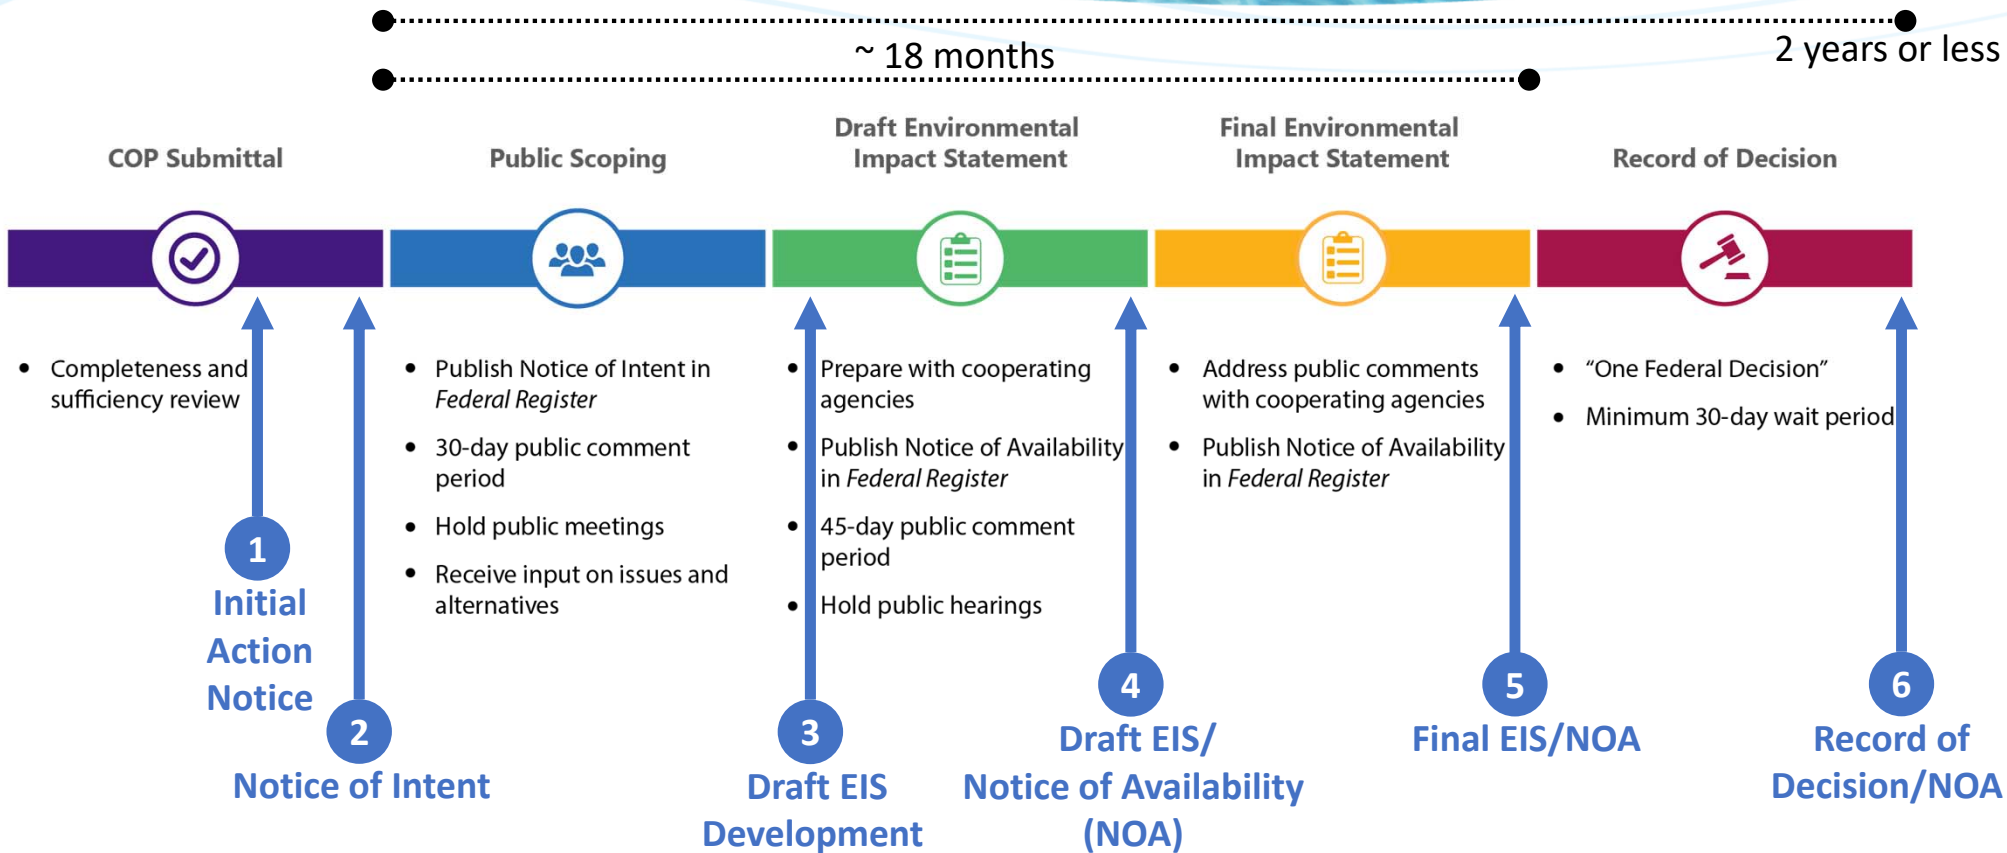 ~ 18 months
2 years or less
COP Submittal
Public Scoping
Draft Environmental
Impact Statement
Final Environmental
Impact Statement
Record of Decision
• Completeness and
sufficiency review
• Publish Notice of Intent in
Federal Register
• 30-day public comment
period
• Hold public meetings
• Receive input on issues and
alternatives
• Prepare with cooperating
agencies
• Publish Notice of Availability
in Federal Register
• 45-day public comment
period
• Hold public hearings
• Address public comments
with cooperating agencies
• Publish Notice of Availability
in Federal Register
• “One Federal Decision”
• Minimum 30-day wait period
1
Initial
Action
Notice
2
Notice of Intent
3
Draft EIS
Development
4
Draft EIS/
Notice of Availability
(NOA)
5
Final EIS/NOA
6
Record of
Decision/NOA